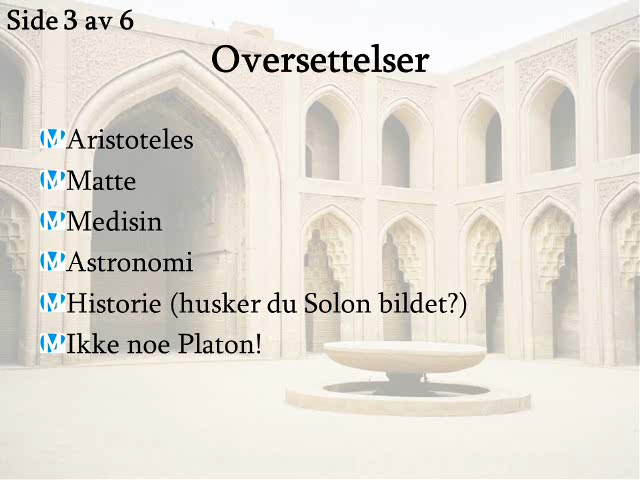 Side 3 av 6
Oversettelser
Aristoteles
Matte
Medisin
Astronomi
Historie (husker du Solon bildet?)
Ikke noe Platon!